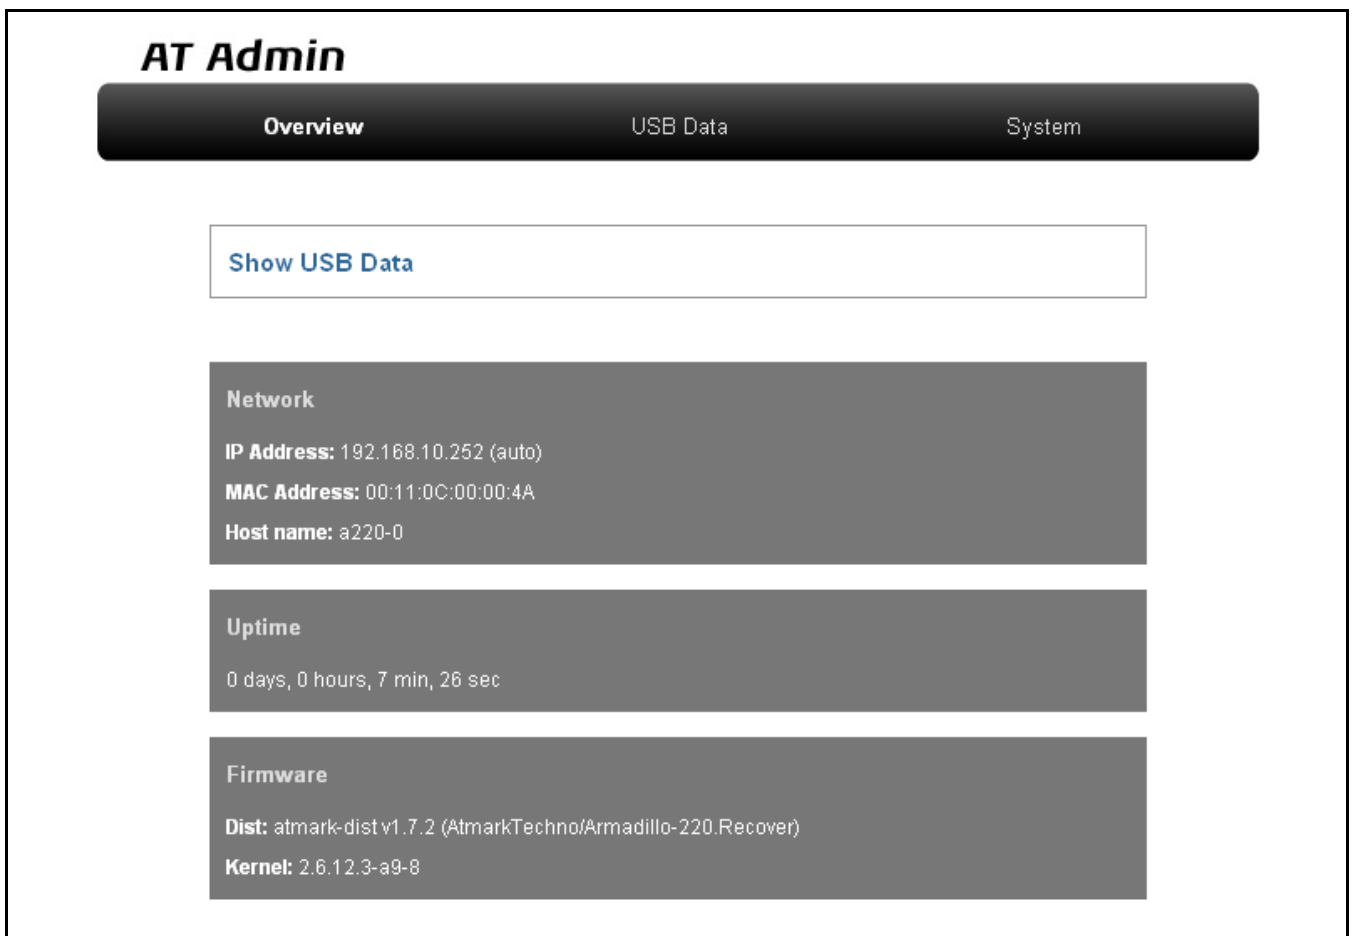 AT Admin
Overview USB Data System
Show USB Data
Network
IP Address: 192.168.10.252 (auto)
MAC Address: 00:11:0C:00:00:4A
Host name: a220-0
Uptime
0 days, 0 hours, 7 min, 26 sec
Firmware
Dist: atmark-dist v1.7.2 (AtmarkTechno/Armadillo-220.Recover)
Kernel: 2.6.12.3-a9-8